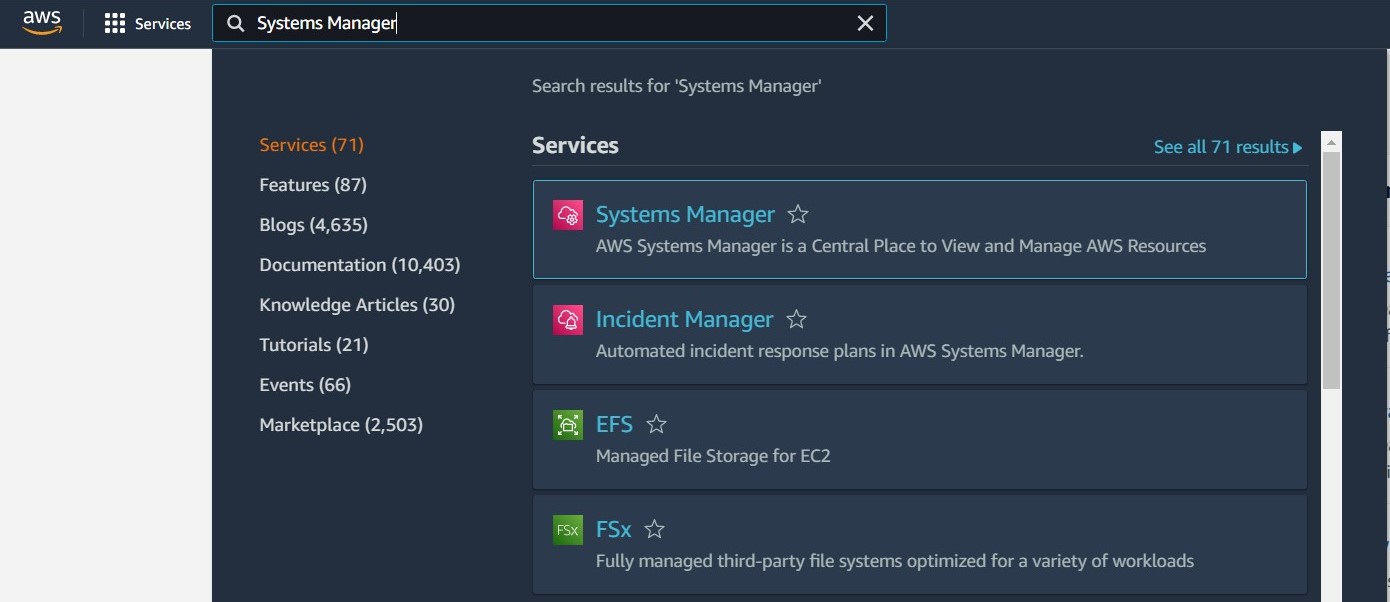 aws
Services
Systems Manager
Search results for 'Systems Manager'
Services (71)
Features (87)
Blogs (4,635)
Documentation (10,403)
Knowledge Articles (30)
Tutorials (21)
Events (66)
Marketplace (2,503)
Services
See all 71 results
Systems Manager
AWS Systems Manager is a Central Place to View and Manage AWS Resources
Incident Manager
Automated incident response plans in AWS Systems Manager.
EFS
Managed File Storage for EC2
FSx
FSx
Fully managed third-party file systems optimized for a variety of workloads